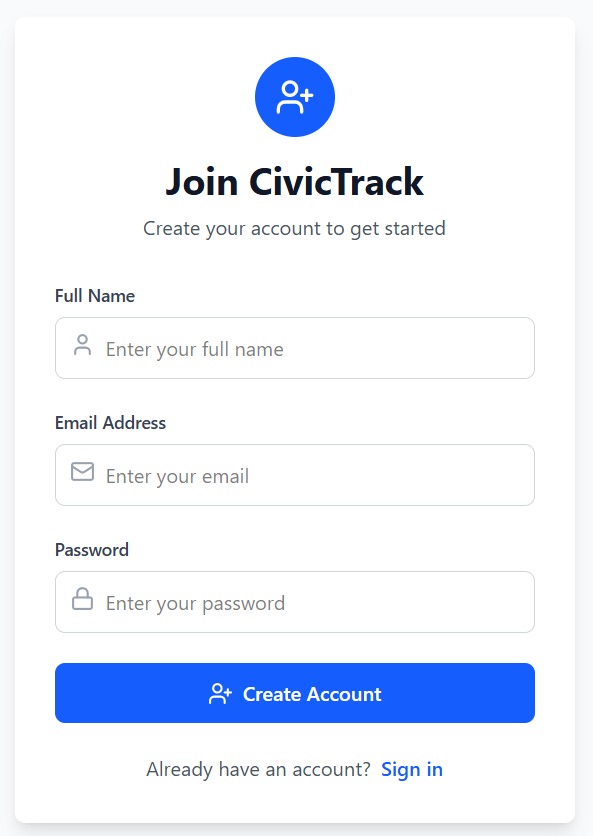 Join CivicTrack
Create your account to get started
Full Name
Enter your full name
Email Address
Enter your email
Password
Enter your password
Create Account
Already have an account? Sign in